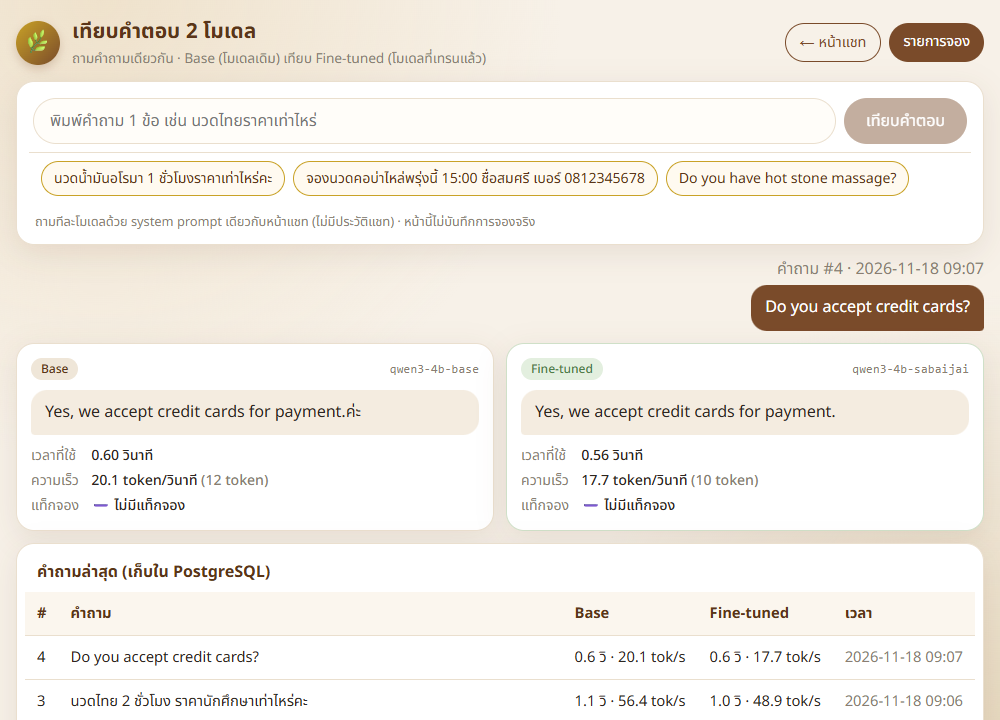 เทียบคำตอบ 2 โมเดล
ถามคำถามเดียวกัน · Base (โมเดลเดิม) เทียบ Fine-tuned (โมเดลที่เทรนแล้ว)
← หน้าแชท
รายการจอง
พิมพ์คำถาม 1 ข้อ เช่น นวดไทยราคาเท่าไหร่
เทียบคำตอบ
นวดน้ำมันอโรมา 1 ชั่วโมงราคาเท่าไหร่คะ
จองนวดคอบ่าไหล่พรุ่งนี้ 15:00 ชื่อสมศรี เบอร์ 0812345678
Do you have hot stone massage?
ถามทีละโมเดลด้วย system prompt เดียวกับหน้าแชท (ไม่มีประวัติแชท) · หน้านี้ไม่บันทึกการจองจริง
คำถาม #4 · 2026-11-18 09:07
Do you accept credit cards?
Base
qwen3-4b-base
Yes, we accept credit cards for payment.ค่ะ
เวลาที่ใช้ 0.60 วินาที
ความเร็ว 20.1 token/วินาที (12 token)
แท็กจอง — ไม่มีแท็กจอง
Fine-tuned
qwen3-4b-sabaijai
Yes, we accept credit cards for payment.
เวลาที่ใช้ 0.56 วินาที
ความเร็ว 17.7 token/วินาที (10 token)
แท็กจอง — ไม่มีแท็กจอง
คำถามล่าสุด (เก็บใน PostgreSQL)
# คำถาม Base Fine-tuned เวลา
4 Do you accept credit cards? 0.6 วิ · 20.1 tok/s 0.6 วิ · 17.7 tok/s 2026-11-18 09:07
3 นวดไทย 2 ชั่วโมง ราคานักศึกษาเท่าไหร่คะ 1.1 วิ · 56.4 tok/s 1.0 วิ · 48.9 tok/s 2026-11-18 09:06